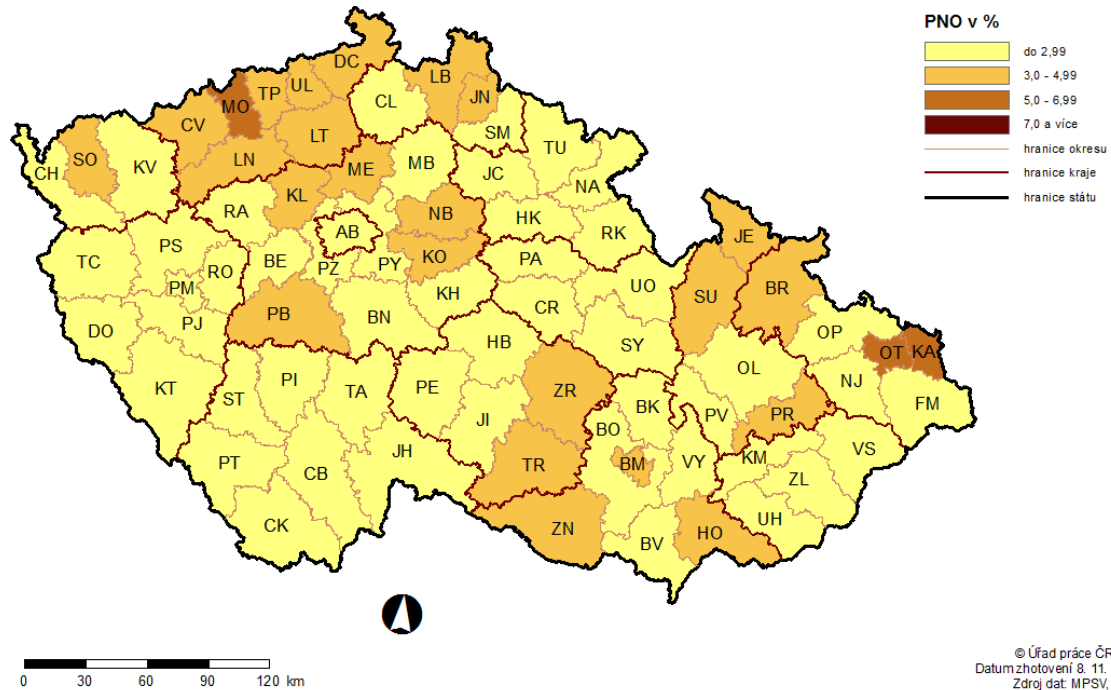 PNO v %
do 2,99
3,0 - 4,99
5,0 - 6,99
7,0 a více
hranice okresu
hranice kraje
hranice státu
DC
LB
UL
TP
JN
MO
CL
CV
LT
SM
TU
LN
ME
MB
JC
NA
SO
KV
CH
KL
RA
NB
HK
RK
AB
JE
PS
RO
BE
PZ
PY
KO
PA
TC
PM
KH
UO
SU
BR
DO
PJ
PB
BN
CR
OP
HB
SY
OT
KA
KT
ST
PI
TA
PE
ZR
OL
NJ
FM
JI
BK
PV
PR
BO
VS
JH
TR
BM
VY
KM
PT
CB
ZL
CK
ZN
BV
HO
UH
0 30 60 90 120 km
© Úřad práce ČR
Datum zhotovení 8. 11.
Zdroj dat: MPSV,